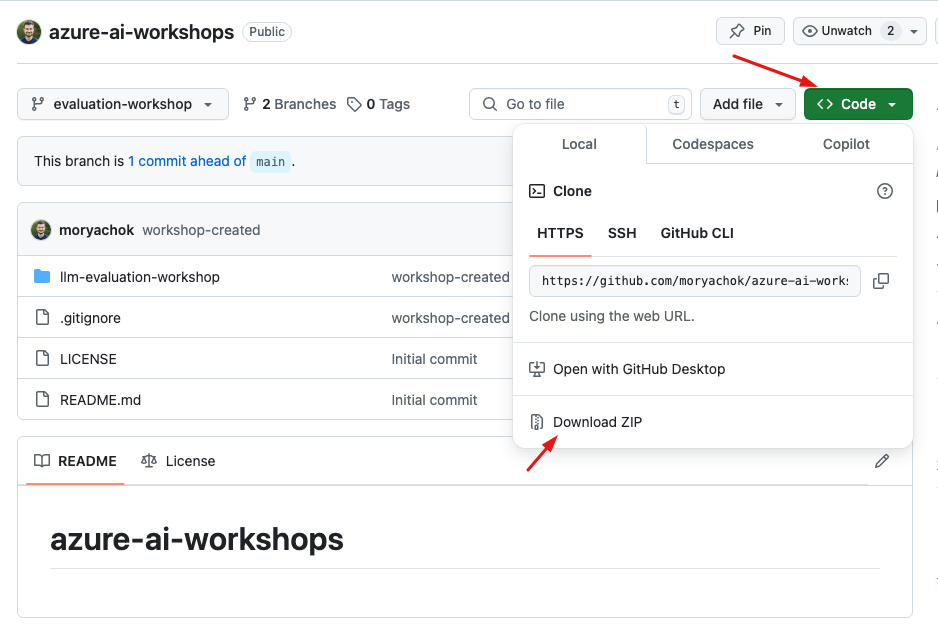 azure-ai-workshops Public Pin Unwatch 2
evaluation-workshop 2 Branches 0 Tags Go to file t Add file Code
This branch is 1 commit ahead of main .
moryachok workshop-created
llm-evaluation-workshop workshop-created
.gitignore workshop-created
LICENSE Initial commit
README.md Initial commit
Local Codespaces Copilot
Clone
HTTPS SSH GitHub CLI
https://github.com/moryachok/azure-ai-works
Clone using the web URL.
Open with GitHub Desktop
Download ZIP
README License
azure-ai-workshops